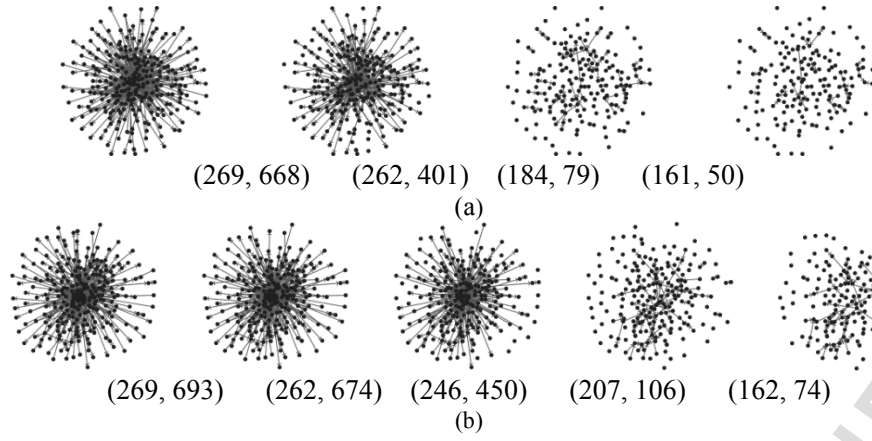 (269, 668) (262, 401) (184, 79) (161, 50)
(a)
(269, 693) (262, 674) (246, 450) (207, 106) (162, 74)
(b)